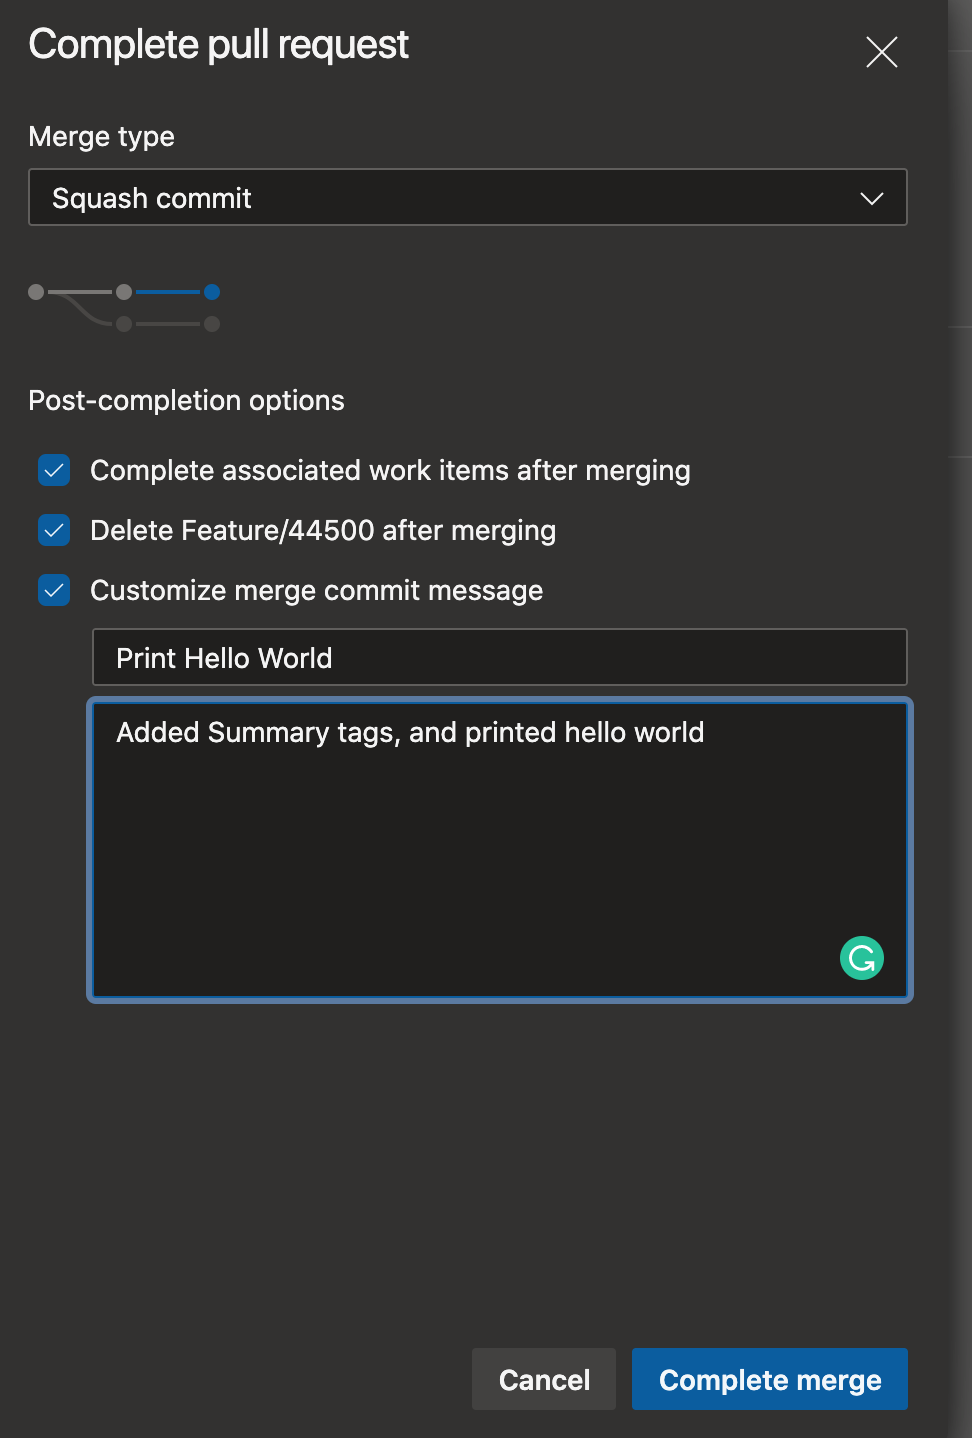 Complete pull request
Merge type
Squash commit
Post-completion options
Complete associated work items after merging
Delete Feature/44500 after merging
Customize merge commit message
Print Hello World
Added Summary tags, and printed hello world
Cancel
Complete merge